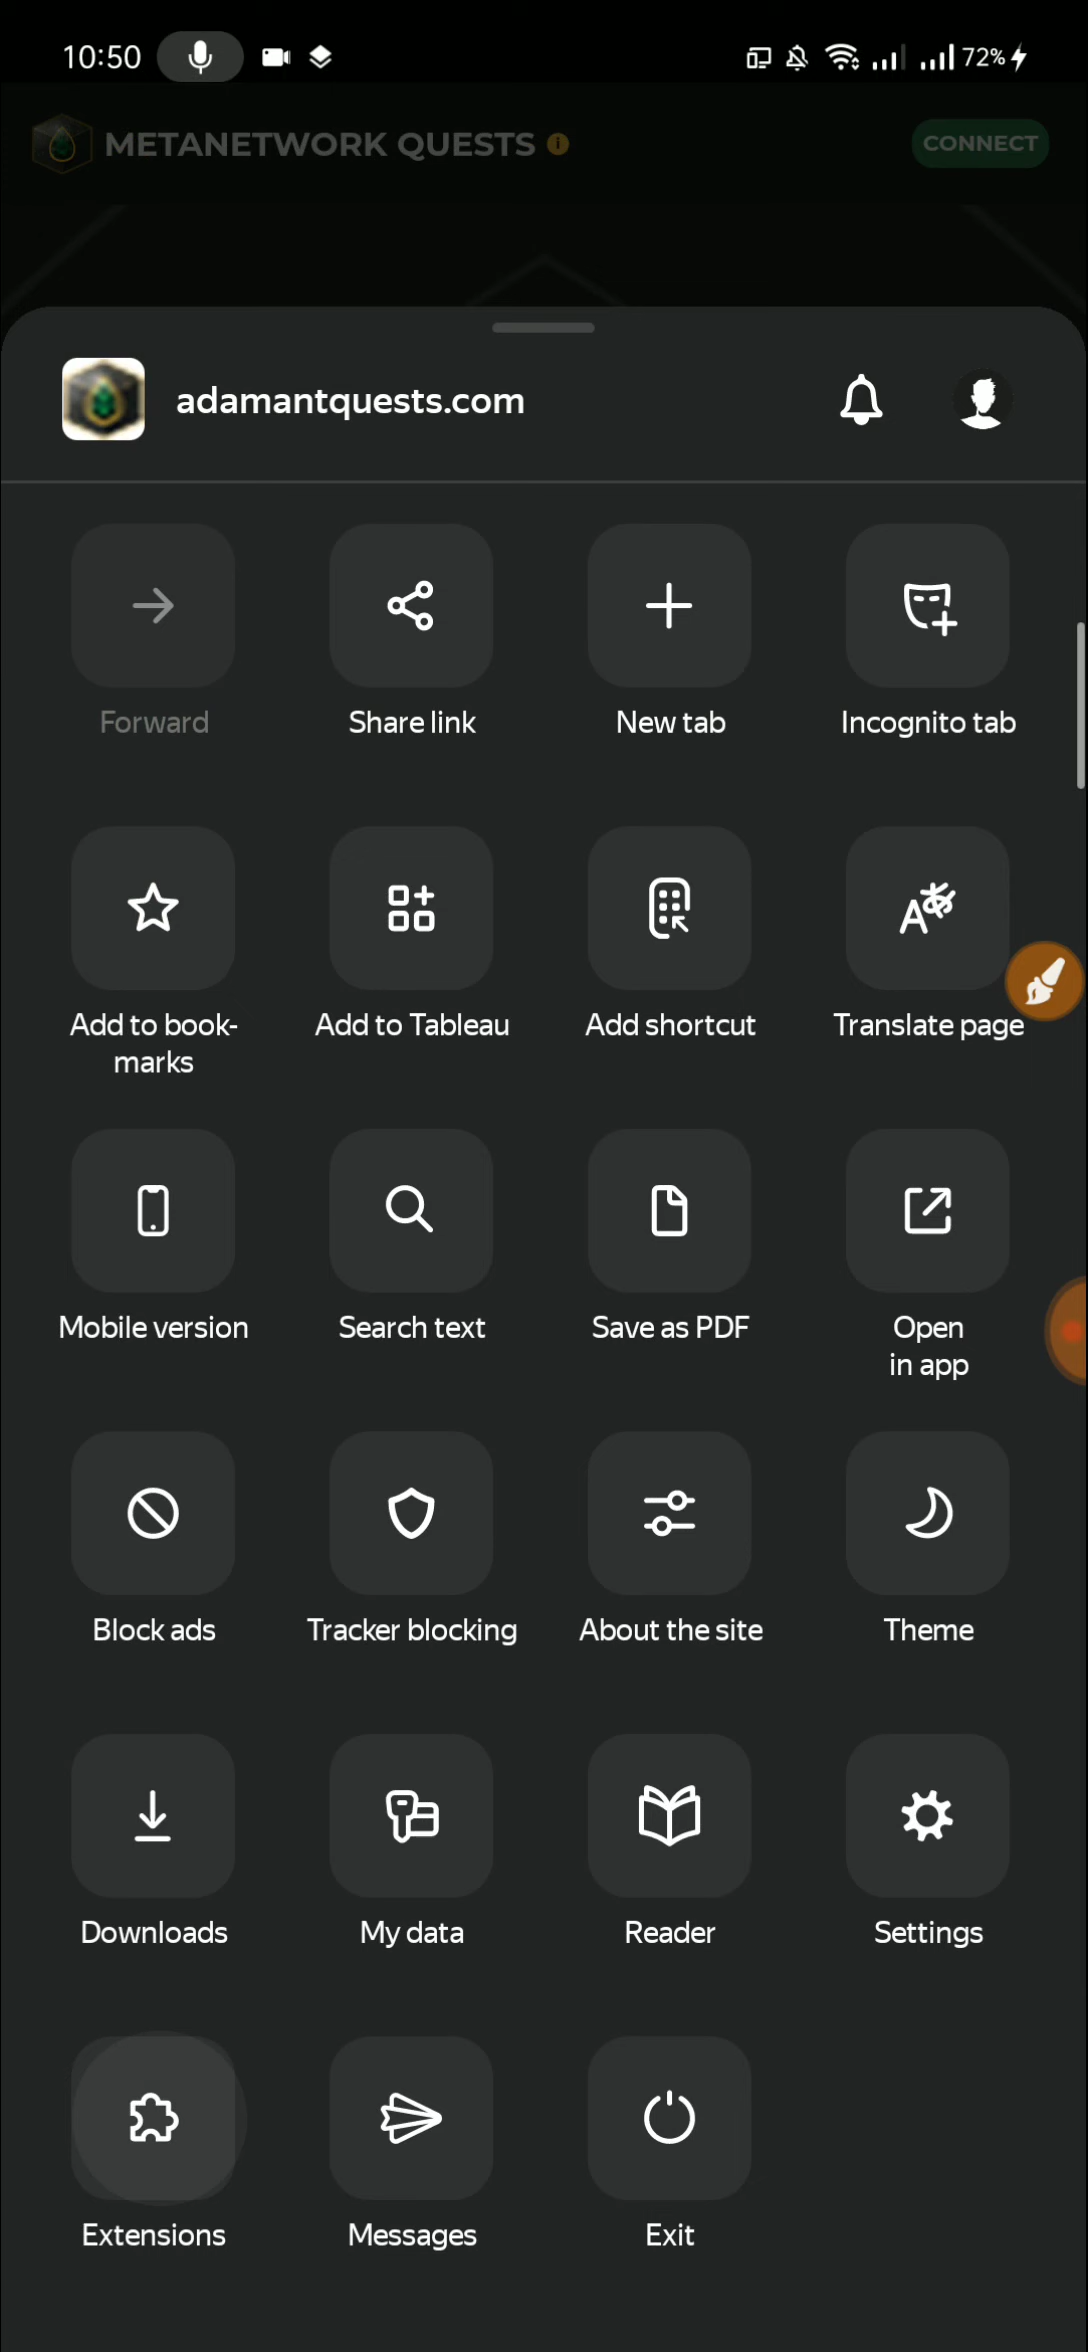 10:50 72%
METANETWORK QUESTS i CONNECT
adamantquests.com
Forward Share link New tab Incognito tab
Add to book-
marks
Add to Tableau Add shortcut Translate page
Mobile version Search text Save as PDF Open
in app
Block ads Tracker blocking About the site Theme
Downloads My data Reader Settings
Extensions Messages Exit